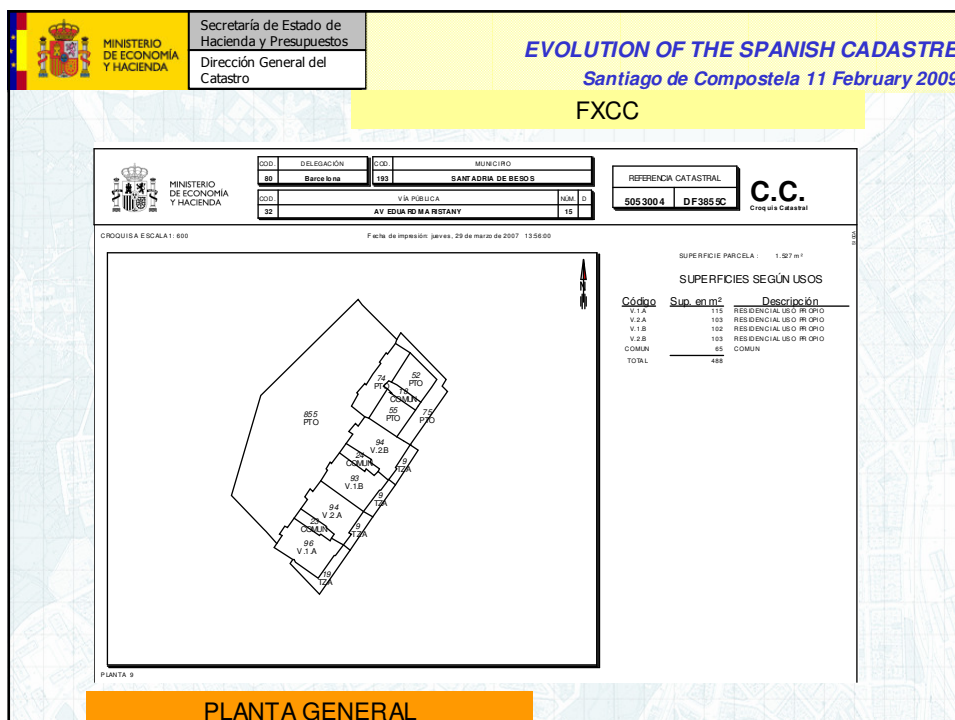 MINISTERIO
DE ECONOMÍA
Y HACIENDA
Secretaría de Estado de
Hacienda y Presupuestos
Dirección General del
Catastro
EVOLUTION OF THE SPANISH CADASTRE
Santiago de Compostela 11 February 2009
FXCC
MINISTERIO
DE ECONOMÍA
Y HACIENDA
COD. DELEGACIÓN COD. MUNICIPIO
80 Barcelona 193 SANT ADRIA DE BESOS
COD. VÍA PÚBLICA NÚM. D
32 AV EDUARD MARISTANY 15
REFERENCIA CATASTRAL
5053004 DF3855C
C.C.
Croquis Catastral
CROQUIS A ESCALA 1: 600
Fecha de impresión: jueves, 29 de marzo de 2007 13:56:00
SUPERFICIE PARCELA : 1.527 m²
SUPERFICIES SEGÚN USOS
Código Sup. en m² Descripción
V.1.A 115 RESIDENCIAL USO PROPIO
V.2.A 103 RESIDENCIAL USO PROPIO
V.1.B 102 RESIDENCIAL USO PROPIO
V.2.B 103 RESIDENCIAL USO PROPIO
COMUN 65 COMUN
TOTAL 488
N
74
PTO
52
PTO
18
COMUN
55
PTO
75
PTO
855
PTO
94
V.2.B
24
COMUN
9
TZA
93
V.1.B
9
TZA
94
V.2.A
23
COMUN
9
TZA
96
V.1.A
19
TZA
PLANTA 9
PLANTA GENERAL